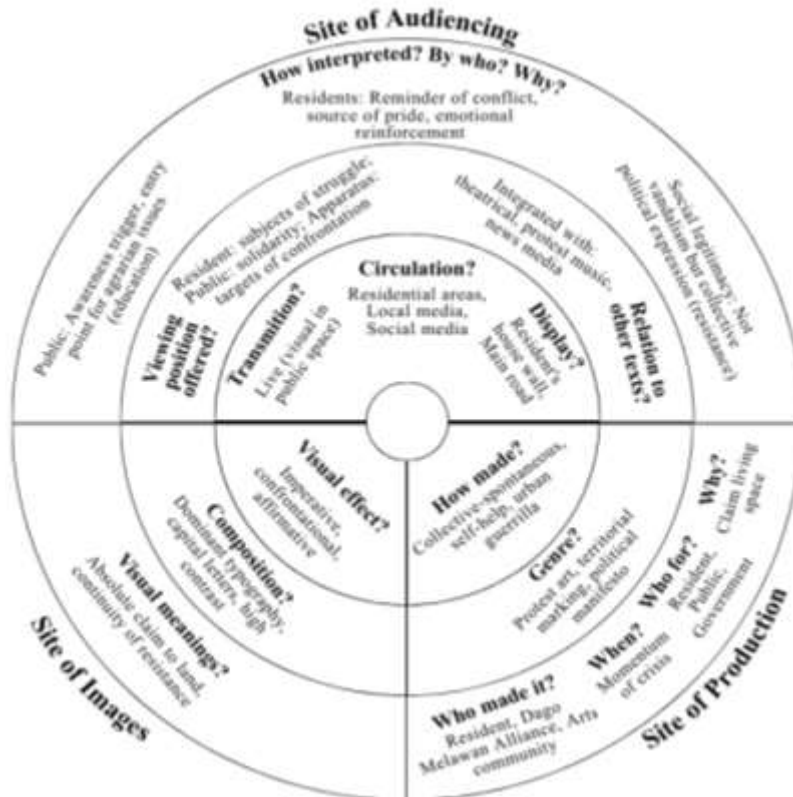 Site of Audiencing
How interpreted? By who? Why?
Residents: Reminder of conflict,
source of pride, emotional
reinforcement
Public: Awareness trigger, entry
point for agrarian issues
(education)
Social legitimacy: Not
vandalism but collective
political expression (resistance)
Viewing
position
offered?
Resident: subjects of struggle;
Public: solidarity; Apparatus:
targets of confrontation
Integrated with:
theatrical, protest music,
news media
Relation to
other texts?
Transmition?
Live (visual in
public space)
Circulation?
Residential areas,
Local media,
Social media
Display?
Resident's
house wall,
Main road
Visual effect?
Imperative,
confrontational,
affirmative
Composition?
Dominant typography,
capital letters, high
contrast
Visual meanings?
Absolute claim to land,
continuity of resistance
Site of Images
How made?
Collective-spontaneous,
self-help, urban
guerrilla
Genre?
Protest art, territorial
marking, political
manifesto
Why?
Claim living
space
Who for?
Resident,
Public,
Government
When?
Momentum
of crisis
Who made it?
Resident, Dago
Melawan Alliance, Arts
community
Site of Production